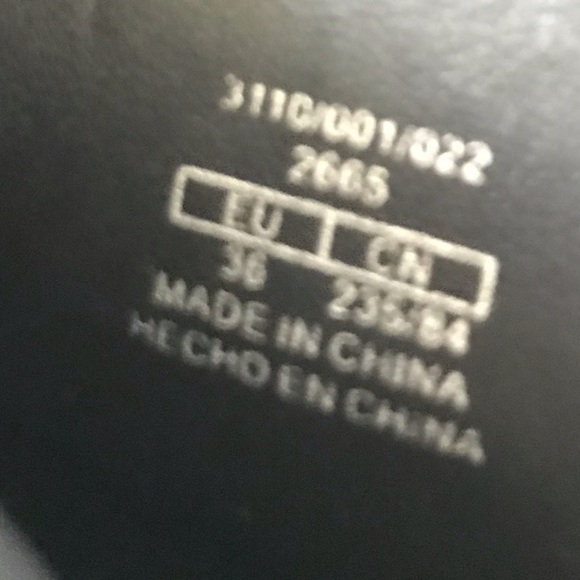 3110/001/022
2665
EU CN
36 235/84
MADE IN CHINA
HECHO EN CHINA